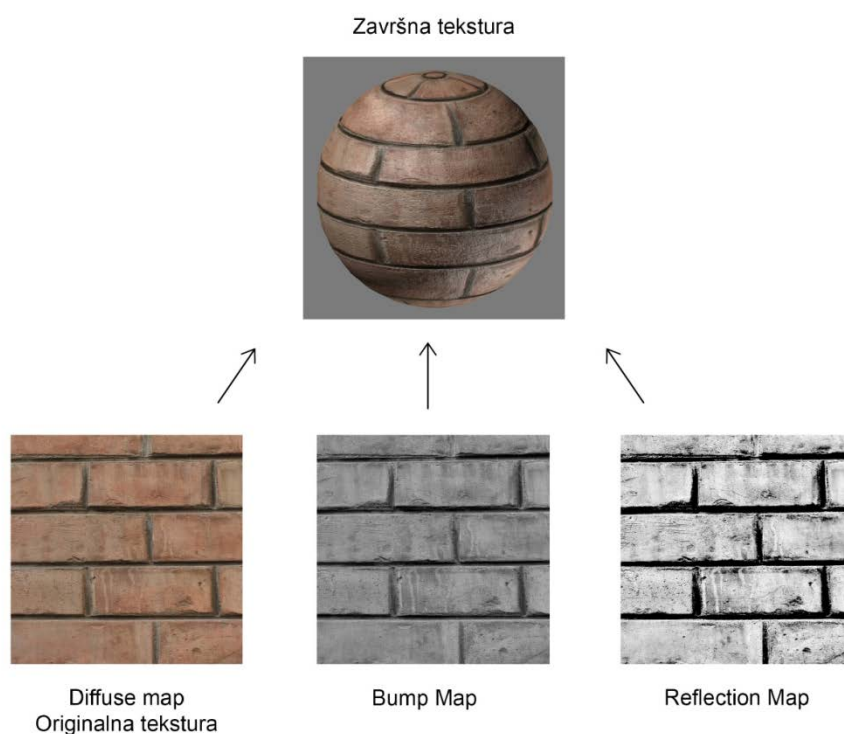 Završna tekstura
Diffuse map
Originalna tekstura
Bump Map
Reflection Map